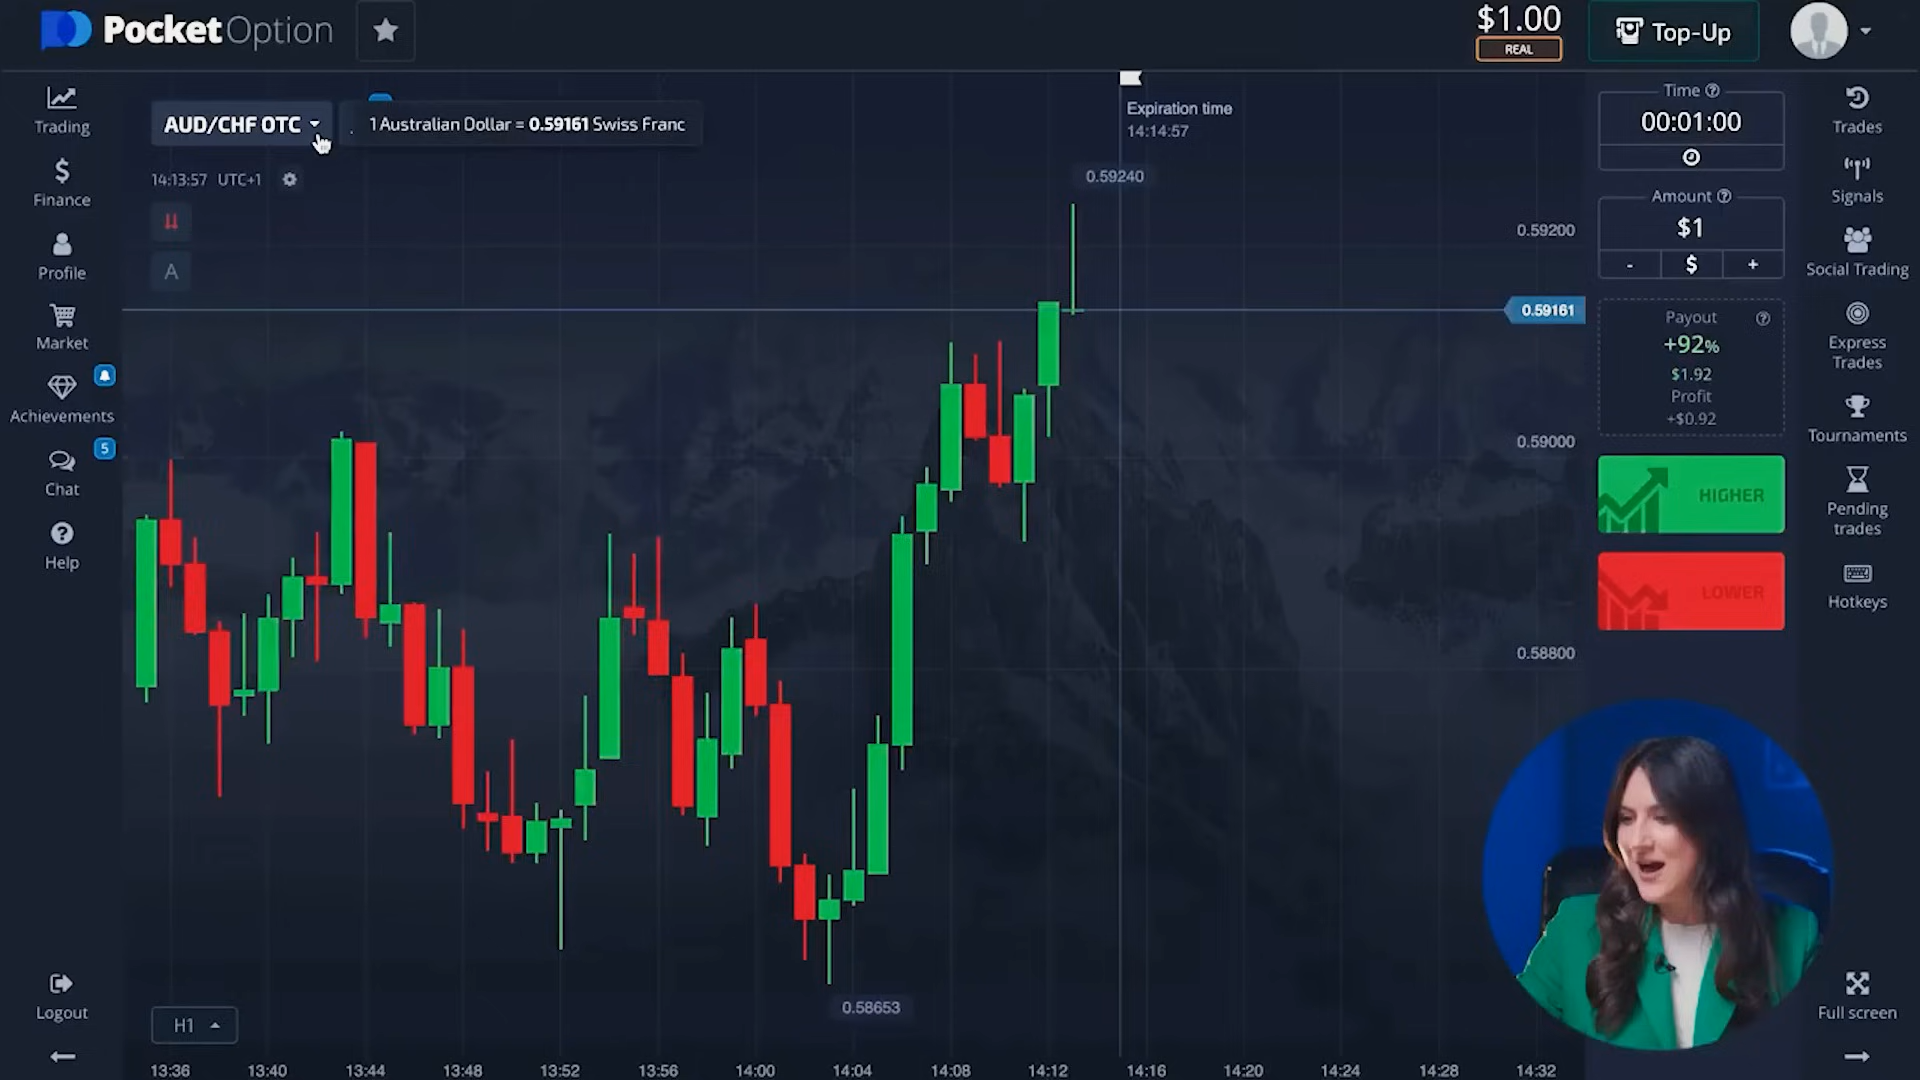 PocketOption
$1.00
REAL
Top-Up
Trading
Finance
Profile
Market
Achievements
5
Chat
Help
Logout
AUD/CHF OTC
1 Australian Dollar = 0.59161 Swiss Franc
14:13:57 UTC+1
A
Expiration time
14:14:57
0.59240
0.59200
0.59161
0.59000
0.58800
0.58653
H1
13:36 13:40 13:44 13:48 13:52 13:56 14:00 14:04 14:08 14:12 14:16 14:20 14:24 14:28 14:32
Time ?
00:01:00
Amount ?
$1
- $ +
Payout ?
+92%
$1.92
Profit
+$0.92
HIGHER
LOWER
Trades
Signals
Social Trading
Express
Trades
Tournaments
Pending
trades
Hotkeys
Full screen